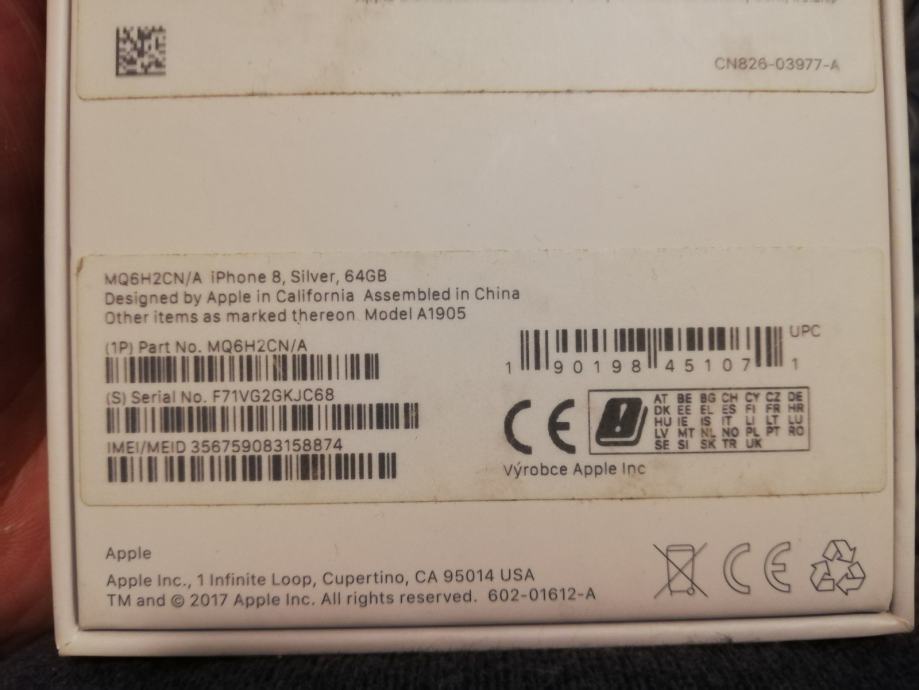 CN826-03977-A
MQ6H2CN/A iPhone 8, Silver, 64GB
Designed by Apple in California Assembled in China
Other items as marked thereon Model A1905
(1P) Part No. MQ6H2CN/A
(S) Serial No. F71VG2GKJC68
IMEI/MEID 356759083158874
UPC
1 90198 45107 1
CE
AT BE BG CH CY CZ DE
DK EE EL ES FI FR HR
HU IE IS IT LI LT LU
LV MT NL NO PL PT RO
SE SI SK TR UK
Výrobce Apple Inc
Apple
Apple Inc., 1 Infinite Loop, Cupertino, CA 95014 USA
TM and © 2017 Apple Inc. All rights reserved. 602-01612-A
CE